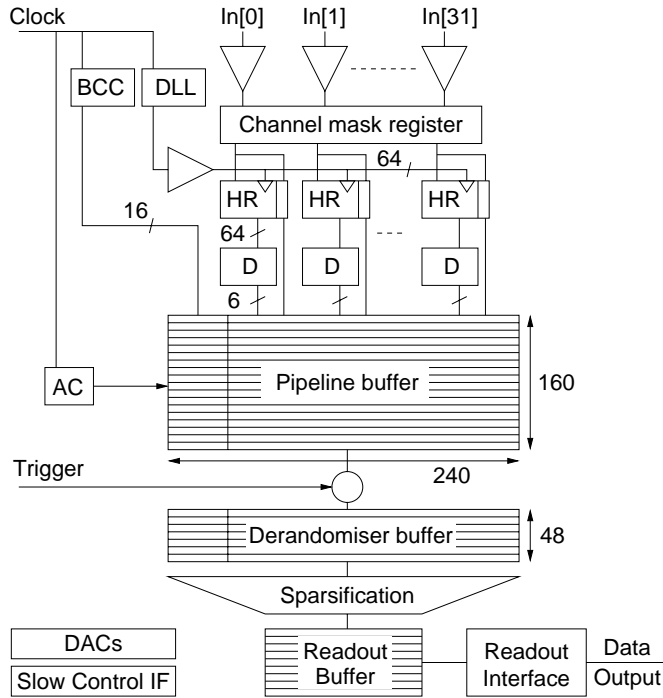 Clock
In[0] In[1] In[31]
BCC DLL
Channel mask register
64
HR HR HR
16
64
D D D
6
Pipeline buffer
160
AC
240
Trigger
Derandomiser buffer
48
Sparsification
DACs
Slow Control IF
Readout
Buffer
Readout
Interface
Data
Output